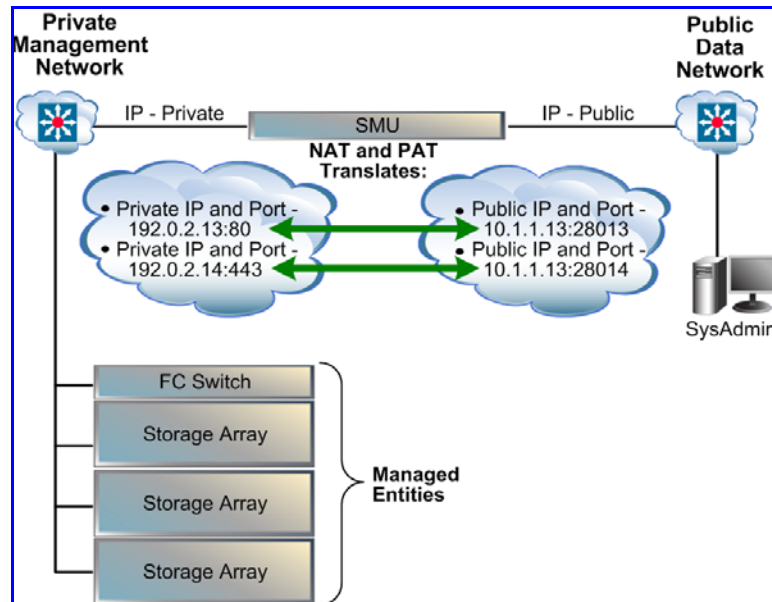 Private
Management
Network
Public
Data
Network
IP - Private
SMU
IP - Public
NAT and PAT
Translates:
• Private IP and Port -
192.0.2.13:80
• Private IP and Port -
192.0.2.14:443
• Public IP and Port -
10.1.1.13:28013
• Public IP and Port -
10.1.1.13:28014
SysAdmin
FC Switch
Storage Array
Storage Array
Storage Array
Managed
Entities